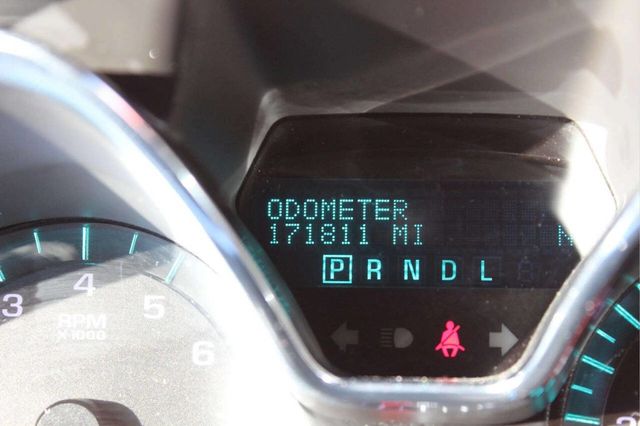 ODOMETER
171811 MI N
P R N D L
3 4 5 6
RPM
X1000